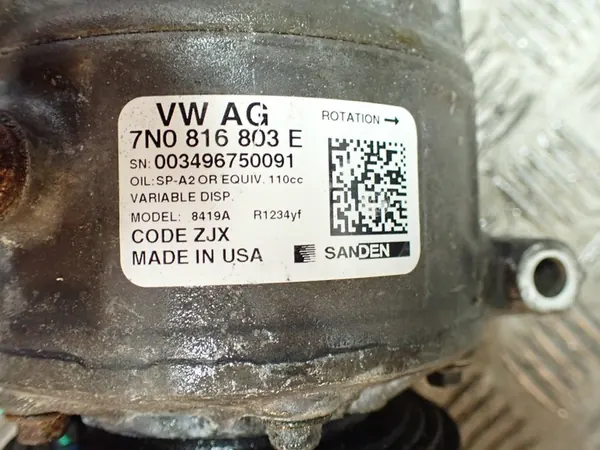 VW AG
ROTATION →
7N0 816 803 E
SN: 003496750091
OIL: SP-A2 OR EQUIV. 110cc
VARIABLE DISP.
MODEL: 8419A R1234yf
CODE ZJX
MADE IN USA
SANDEN